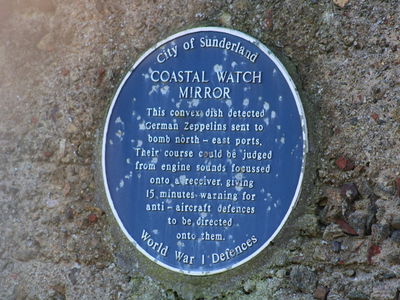 City of Sunderland
COASTAL WATCH
MIRROR
This convex dish detected
German Zeppelins sent to
bomb north - east ports.
Their course could be judged
from engine sounds focussed
onto a receiver, giving
15 minutes warning for
anti - aircraft defences
to be directed
onto them.
World War 1 Defences